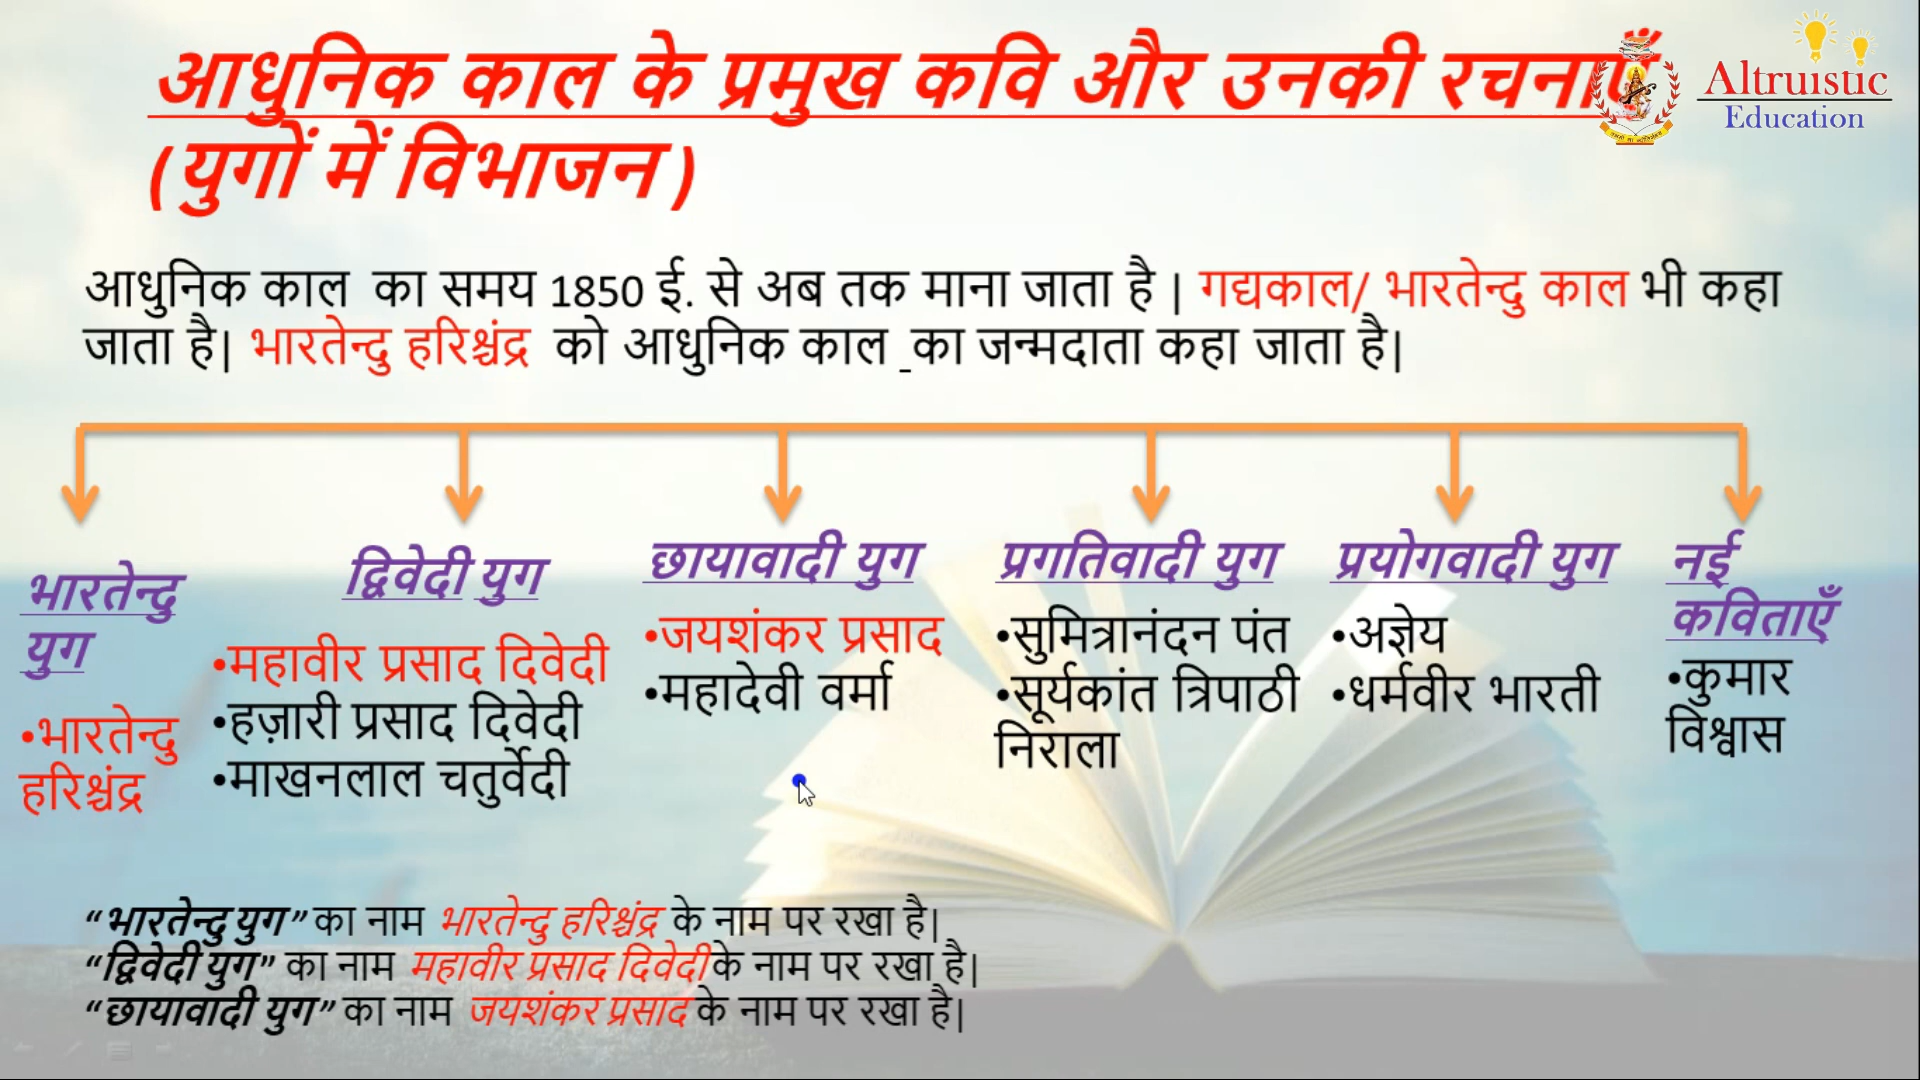 आधुनिक काल के प्रमुख कवि और उनकी रचनाएँ
(युगों में विभाजन)
Altruistic
Education
आधुनिक काल का समय 1850 ई. से अब तक माना जाता है | गद्यकाल/ भारतेन्दु काल भी कहा
जाता है| भारतेन्दु हरिश्चंद्र को आधुनिक काल _का जन्मदाता कहा जाता है|
भारतेन्दु
युग
•भारतेन्दु
हरिश्चंद्र
द्विवेदी युग
•महावीर प्रसाद दिवेदी
•हज़ारी प्रसाद दिवेदी
•माखनलाल चतुर्वेदी
छायावादी युग
•जयशंकर प्रसाद
•महादेवी वर्मा
प्रगतिवादी युग
•सुमित्रानंदन पंत
•सूर्यकांत त्रिपाठी
निराला
प्रयोगवादी युग
•अज्ञेय
•धर्मवीर भारती
नई
कविताएँ
•कुमार
विश्वास
“भारतेन्दु युग” का नाम भारतेन्दु हरिश्चंद्र के नाम पर रखा है|
“द्विवेदी युग” का नाम महावीर प्रसाद दिवेदी के नाम पर रखा है|
“छायावादी युग” का नाम जयशंकर प्रसाद के नाम पर रखा है|